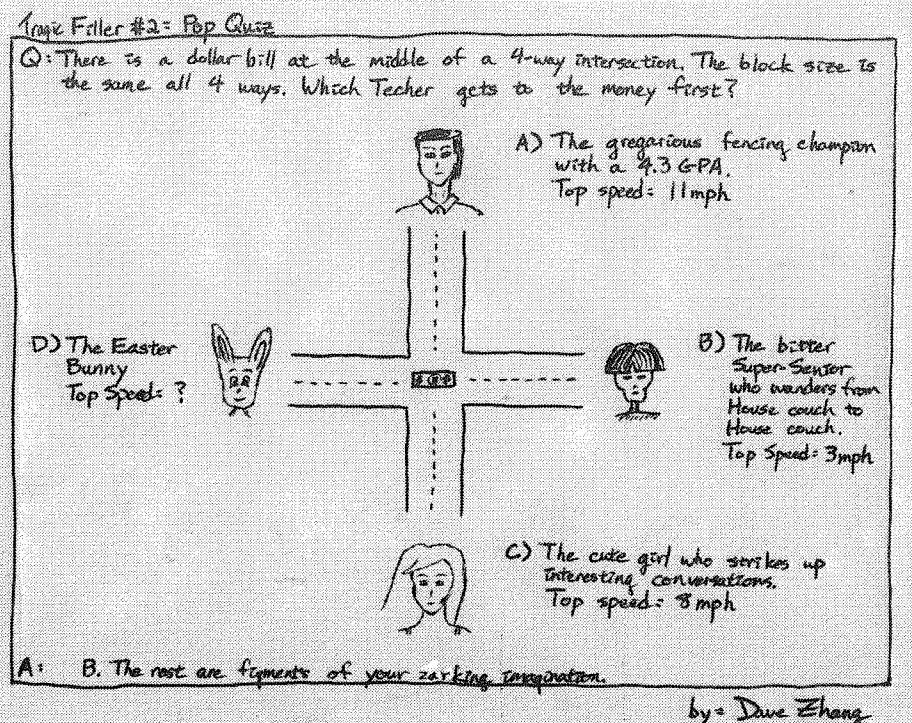 Tragic Filler #2: Pop Quiz
Q: There is a dollar bill at the middle of a 4-way intersection. The block size is
the same all 4 ways. Which Techer gets to the money first?
A) The gregarious fencing champion
with a 4.3 GPA.
Top speed= 11mph
D) The Easter
Bunny
Top Speed= ?
B) The bitter
Super-Senior
who wanders from
House couch to
House couch.
Top Speed= 3mph
C) The cute girl who strikes up
interesting conversations.
Top speed= 8mph
A: B. The rest are figments of your zarking imagination.
by= Dave Zhang